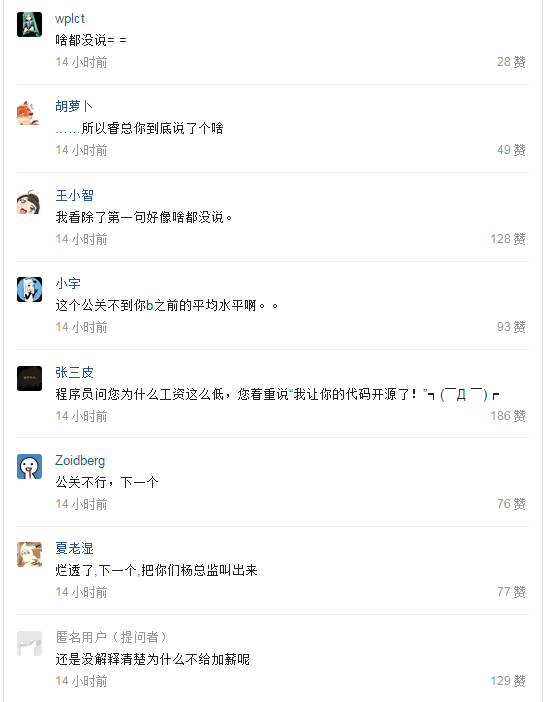 wplct
啥都没说= =
14 小时前
28 赞
胡萝卜
……所以睿总你到底说了个啥
14 小时前
49 赞
王小智
我看除了第一句好像啥都没说。
14 小时前
128 赞
小宇
这个公关不到你b之前的平均水平啊。。
14 小时前
93 赞
张三皮
程序员问您为什么工资这么低，您着重说“我让你的代码开源了！”┓(￣Д ￣)┏
14 小时前
186 赞
Zoidberg
公关不行，下一个
14 小时前
76 赞
夏老湿
烂透了,下一个,把你们杨总监叫出来
14 小时前
77 赞
匿名用户（提问者）
还是没解释清楚为什么不给加薪呢
14 小时前
129 赞